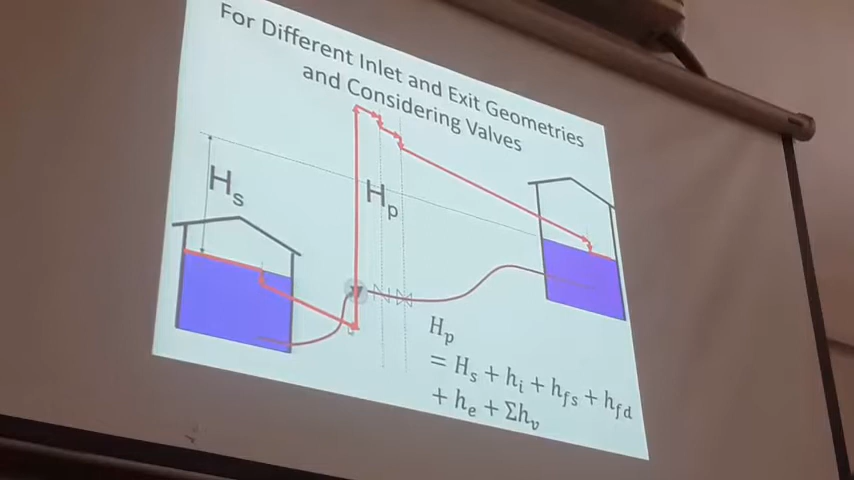 For Different Inlet and Exit Geometries
and Considering Valves
H_s
H_p
H_p
= H_s + h_i + h_fs + h_fd
+ h_e + Σh_v